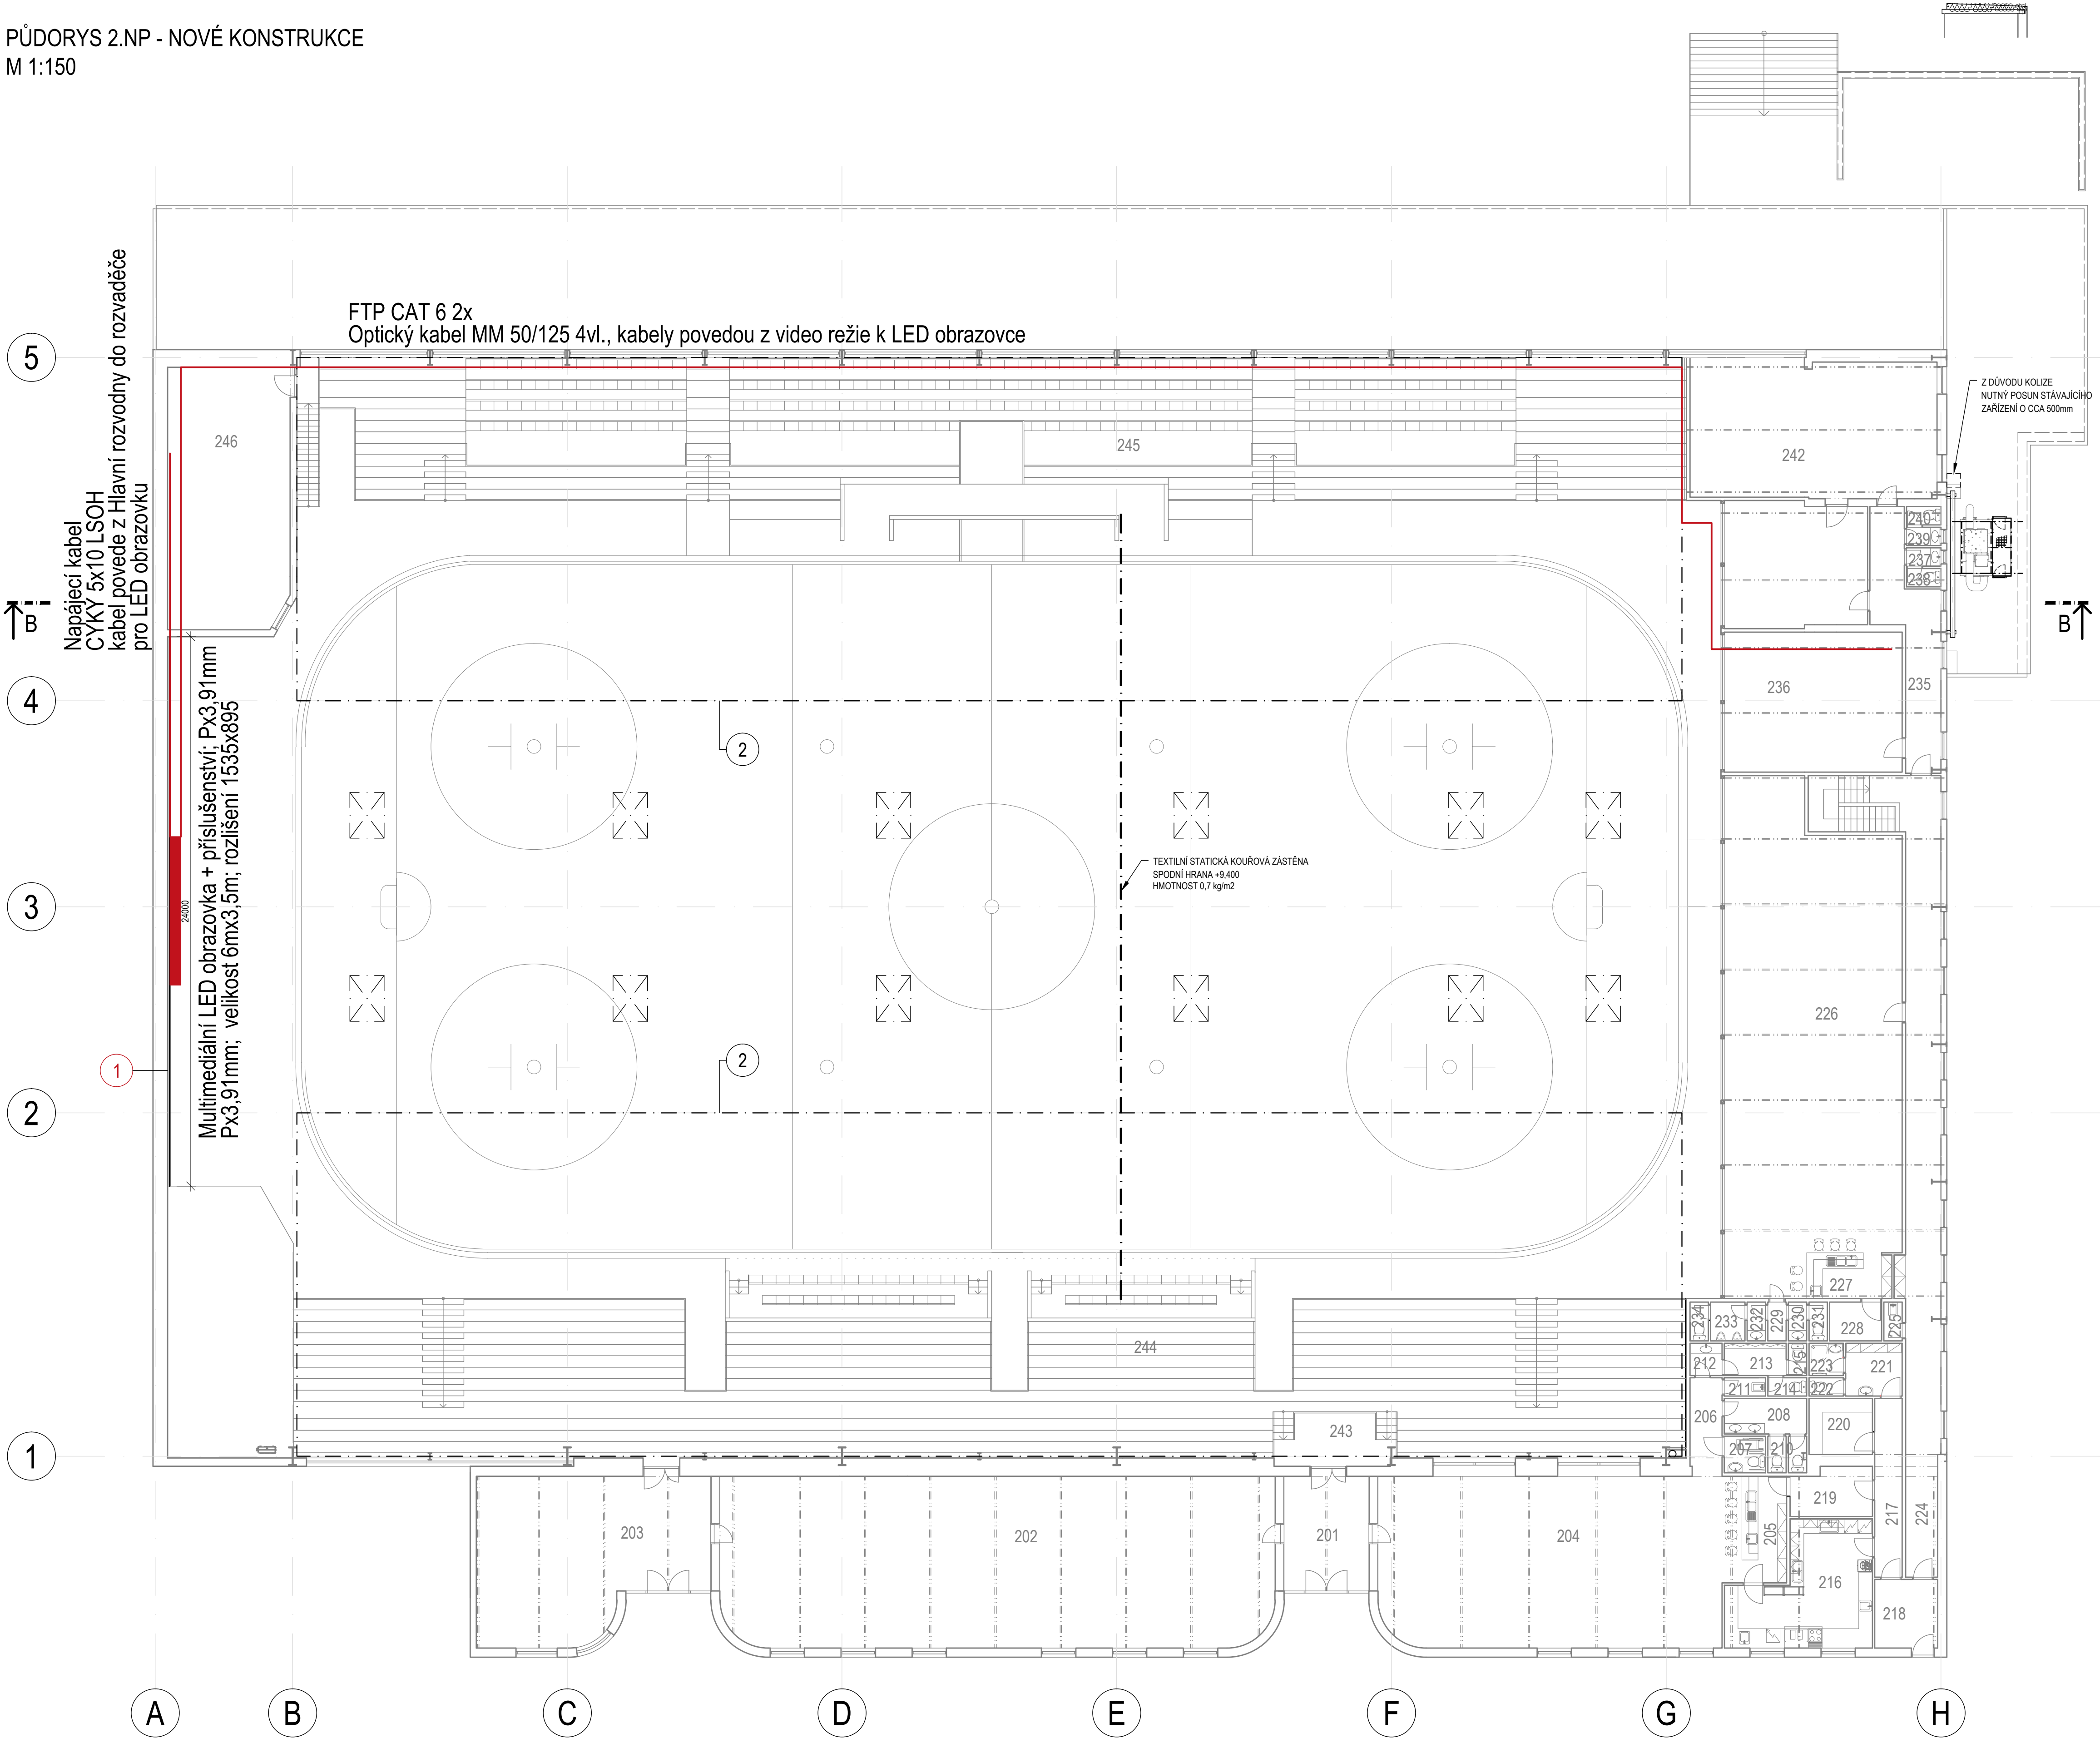 PŮDORYS 2.NP - NOVÉ KONSTRUKCE
M 1:150
FTP CAT 6 2x
Optický kabel MM 50/125 4vl., kabely povedou z video režie k LED obrazovce
Napájecí kabel
CYKY 5x10 LSOH
kabel povede z Hlavní rozvodny do rozvaděče
pro LED obrazovku
Z DŮVODU KOLIZE
NUTNÝ POSUN STÁVAJÍCÍHO
ZAŘÍZENÍ O CCA 500mm
5
246
245
242
240
239
237
238
B
B
4
236
235
2
Multimediální LED obrazovka + příslušenství; Px3,91mm
Px3,91mm; velikost 6mx3,5m; rozlišení 1535x895
24000
TEXTILNÍ STATICKÁ KOUŘOVÁ ZÁSTĚNA
SPODNÍ HRANA +9,400
HMOTNOST 0,7 kg/m2
3
226
1
2
2
227
234
233
232
229
230
231
228
225
244
212
213
215
223
221
211
214
222
206
208
220
243
1
207
210
203
202
201
204
205
219
217
224
216
218
A
B
C
D
E
F
G
H